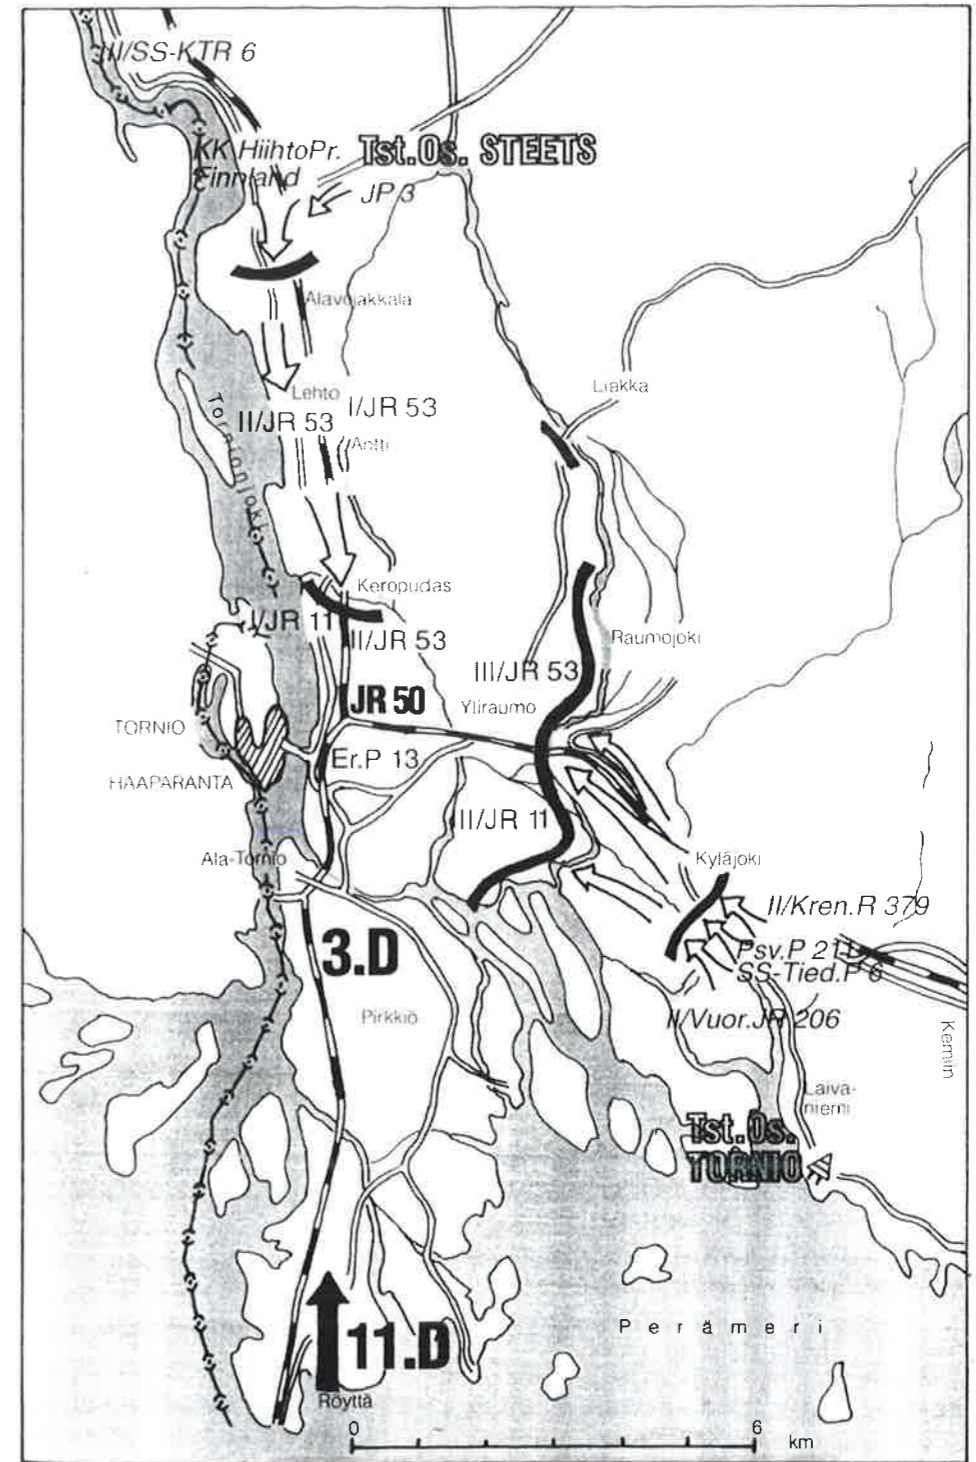 III/SS-KTR 6
KK HiihtoPr.
Finnland
Tst.Os. STEETS
JP 3
Alavojakkala
Liakka
Lehto
I/JR 53
II/JR 53
Antti
Tornionjoki
Keropudas
I/JR 11
II/JR 53
Raumojoki
III/JR 53
JR 50
Yliraumo
TORNIO
Er.P 13
HAAPARANTA
II/JR 11
Ala-Tornio
Kyläjoki
II/Kren.R 379
3.D
Psv.P 211
SS-Tied.P 6
Pirkkiö
II/Vuor.JR 206
Kemiin
Laiva-
niemi
Tst.Os.
TORNIO
Perämeri
11.D
Röyttä
0 6
km